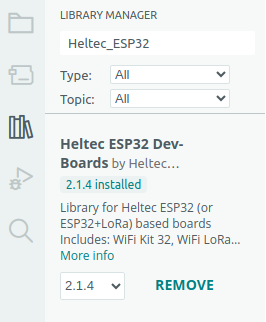 LIBRARY MANAGER
Heltec_ESP32
Type: All
Topic: All
Heltec ESP32 Dev-
Boards by Heltec...
2.1.4 installed
Library for Heltec ESP32 (or
ESP32+LoRa) based boards
Includes: WiFi Kit 32, WiFi LoRa...
More info
2.1.4 REMOVE